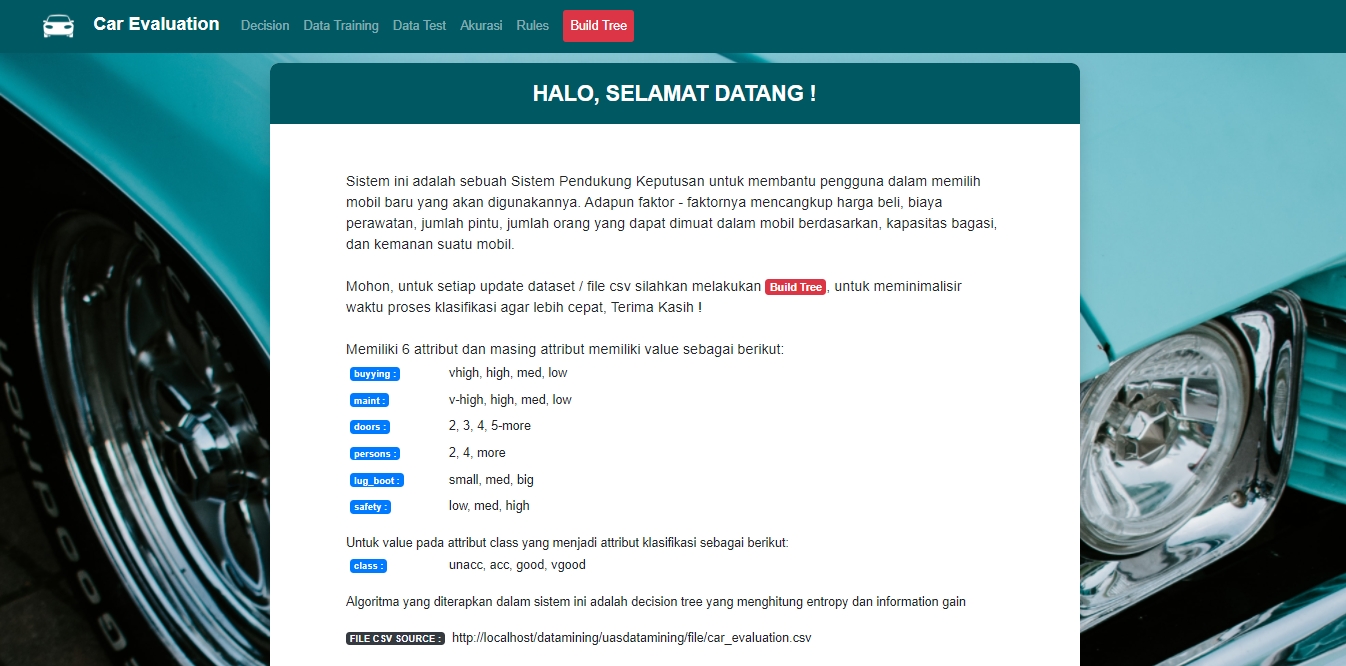 Car Evaluation Decision Data Training Data Test Akurasi Rules Build Tree
HALO, SELAMAT DATANG !
Sistem ini adalah sebuah Sistem Pendukung Keputusan untuk membantu pengguna dalam memilih
mobil baru yang akan digunakannya. Adapun faktor - faktornya mencangkup harga beli, biaya
perawatan, jumlah pintu, jumlah orang yang dapat dimuat dalam mobil berdasarkan, kapasitas bagasi,
dan kemanan suatu mobil.
Mohon, untuk setiap update dataset / file csv silahkan melakukan Build Tree, untuk meminimalisir
waktu proses klasifikasi agar lebih cepat, Terima Kasih !
Memiliki 6 attribut dan masing attribut memiliki value sebagai berikut:
buyying : vhigh, high, med, low
maint : v-high, high, med, low
doors : 2, 3, 4, 5-more
persons : 2, 4, more
lug_boot : small, med, big
safety : low, med, high
Untuk value pada attribut class yang menjadi attribut klasifikasi sebagai berikut:
class : unacc, acc, good, vgood
Algoritma yang diterapkan dalam sistem ini adalah decision tree yang menghitung entropy dan information gain
FILE CSV SOURCE : http://localhost/datamining/uasdatamining/file/car_evaluation.csv